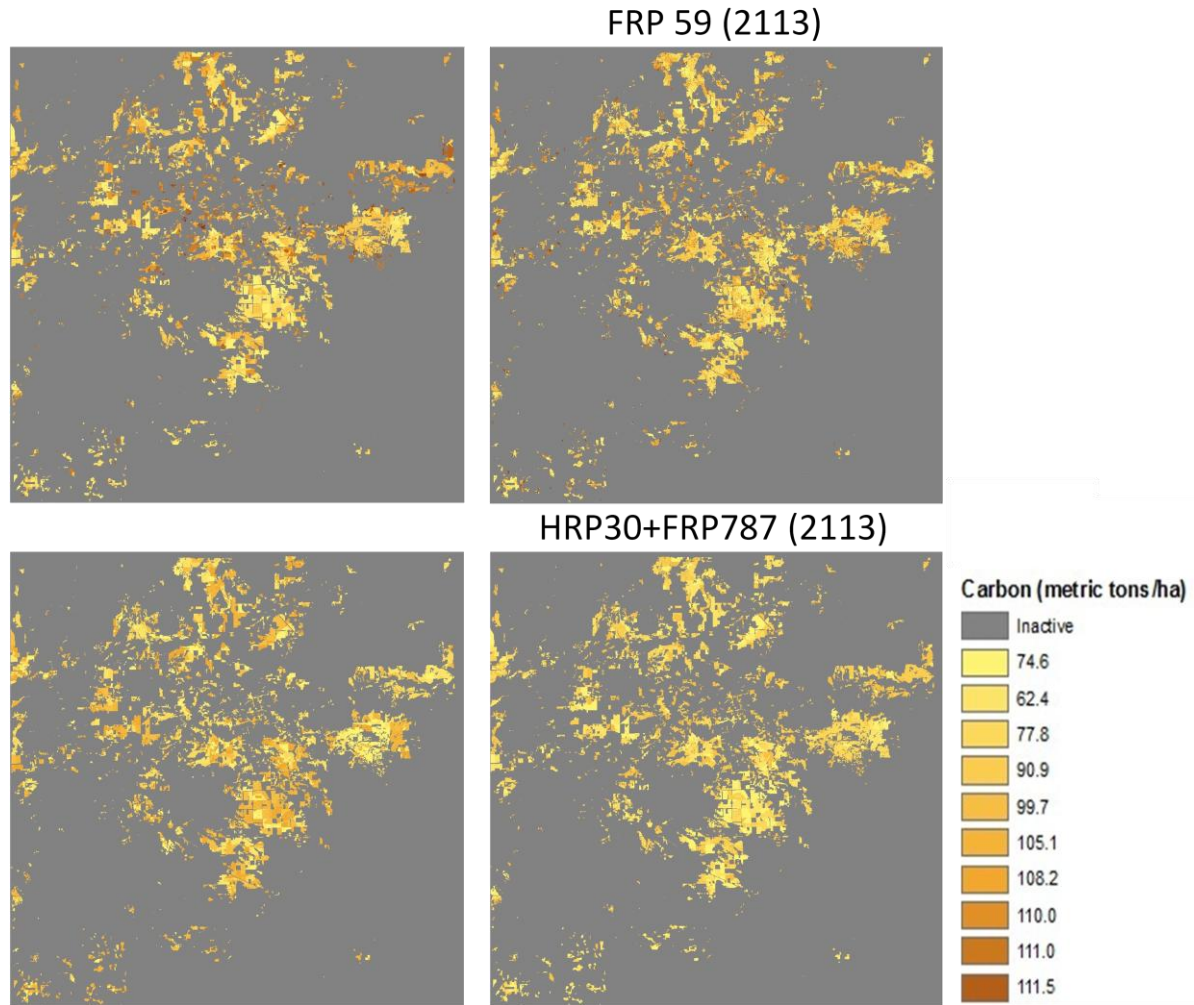 FRP 59 (2113)
HRP30+FRP787 (2113)
Carbon (metric tons/ha)
Inactive
74.6
62.4
77.8
90.9
99.7
105.1
108.2
110.0
111.0
111.5